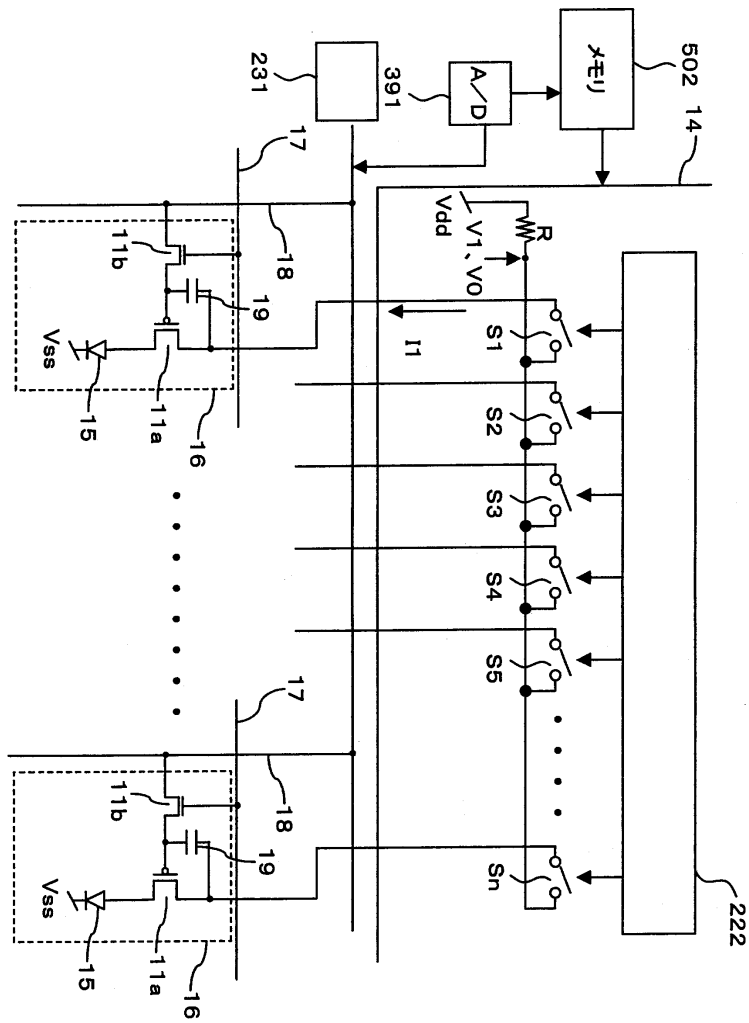 メモリ
502
14
A/D
391
231
17
18
11b
19
11a
Vss
15
16
Vdd
R
V1、V0
I1
S1
S2
S3
S4
S5
Sn
222
17
18
11b
19
11a
Vss
15
16